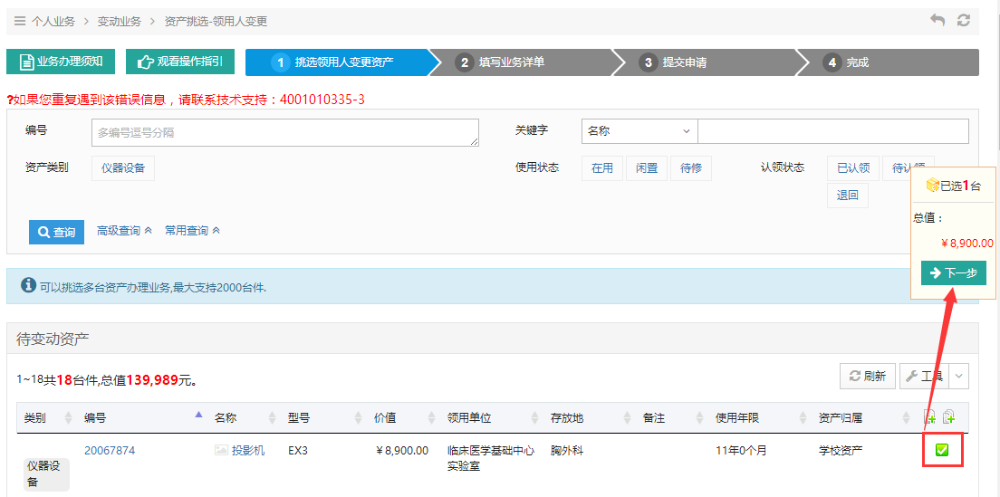 个人业务 > 变动业务 > 资产挑选-领用人变更
业务办理须知 观看操作指引 1 挑选领用人变更资产 2 填写业务详单 3 提交申请 4 完成
?如果您重复遇到该错误信息，请联系技术支持：4001010335-3
编号 多编号逗号分隔 关键字 名称
资产类别 仪器设备 使用状态 在用 闲置 待修 认领状态 已认领 待认领
退回
已选1台
总值：
￥8,900.00
下一步
查询 高级查询 常用查询
可以挑选多台资产办理业务,最大支持2000台件.
待变动资产
1~18共18台件,总值139,989元。 刷新 工具
类别 编号 名称 型号 价值 领用单位 存放地 备注 使用年限 资产归属
仪器设
备
20067874 投影机 EX3 ￥8,900.00 临床医学基础中心 胸外科 11年0个月 学校资产
实验室